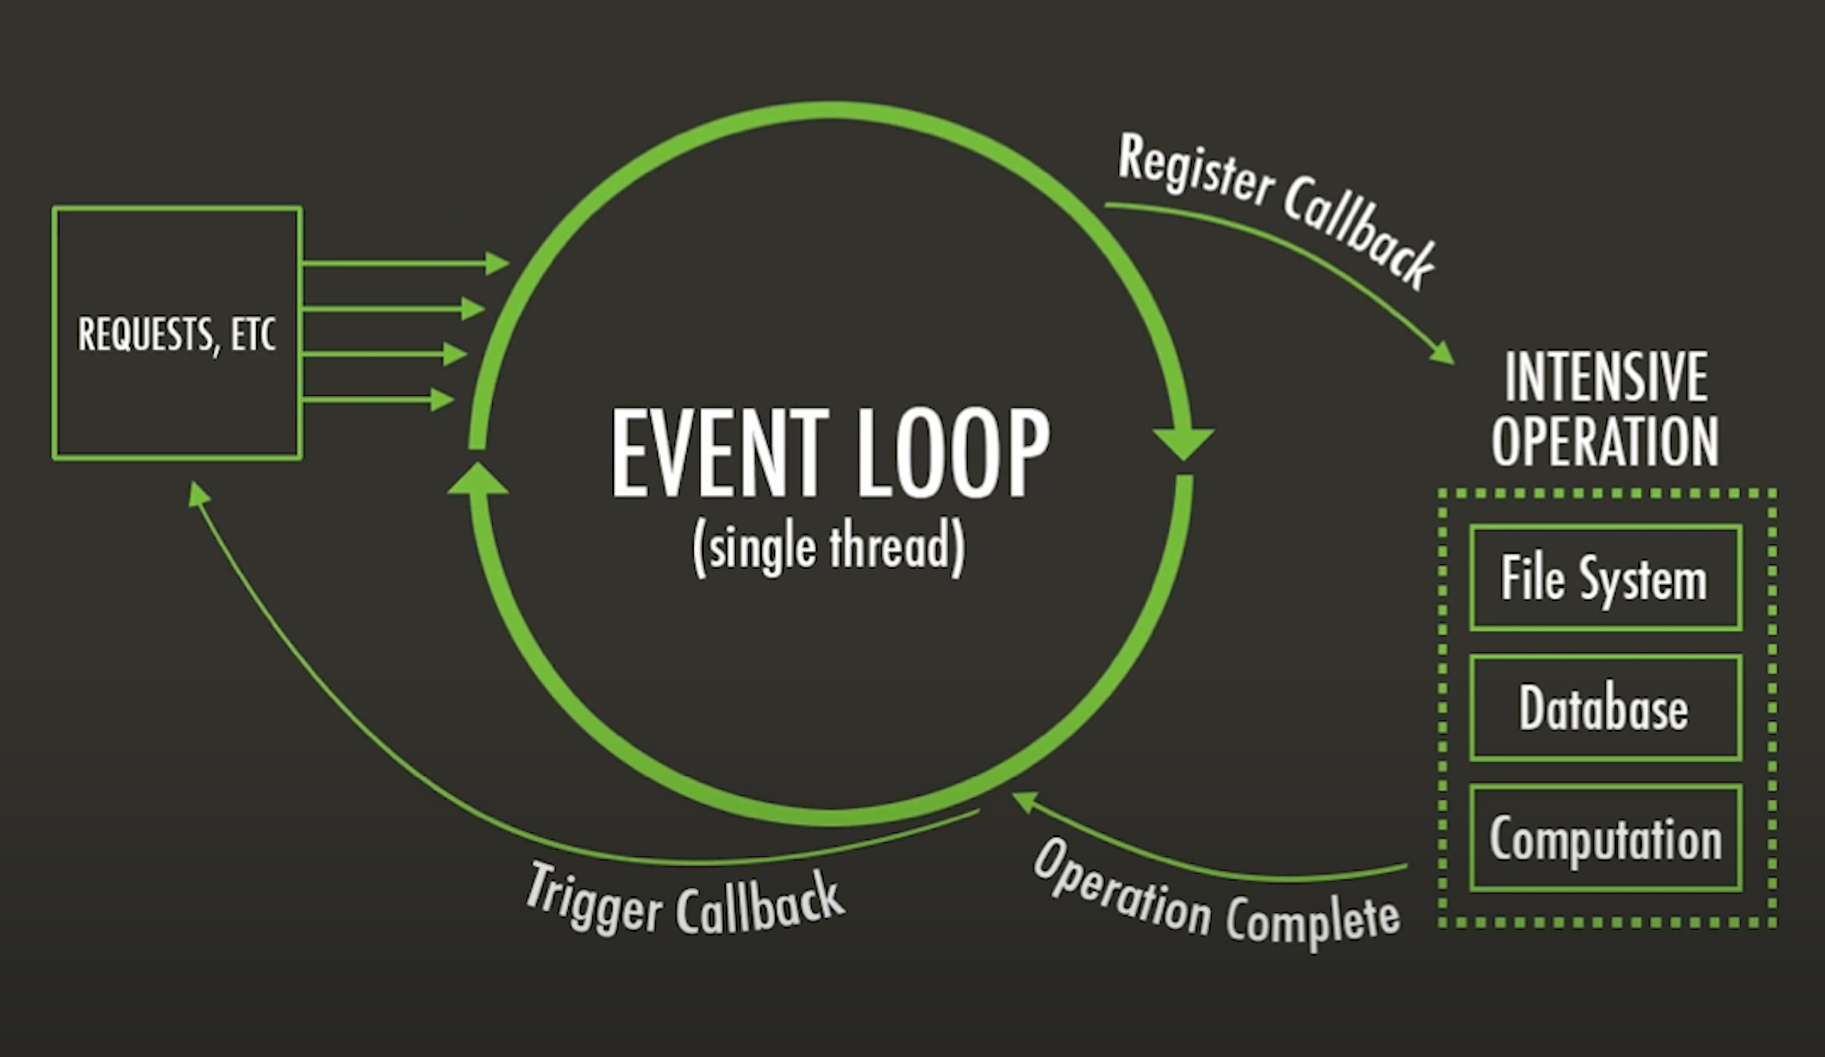 REQUESTS, ETC
EVENT LOOP
(single thread)
Register Callback
INTENSIVE
OPERATION
File System
Database
Computation
Operation Complete
Trigger Callback